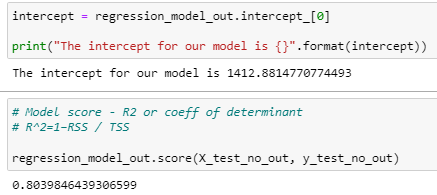 intercept = regression_model_out.intercept_[0]
print("The intercept for our model is {}".format(intercept))
The intercept for our model is 1412.8814770774493
# Model score - R2 or coeff of determinant
# R^2=1–RSS / TSS
regression_model_out.score(X_test_no_out, y_test_no_out)
0.8039846439306599